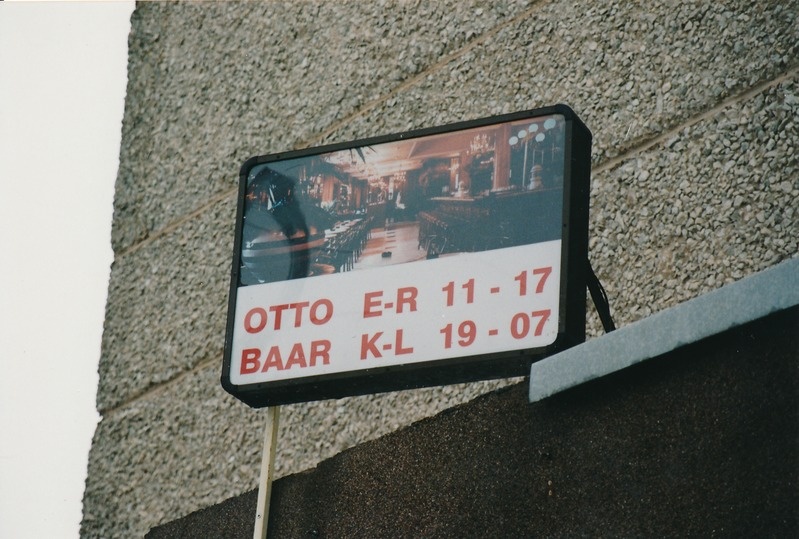 OTTO E-R 11 - 17
BAAR K-L 19 - 07